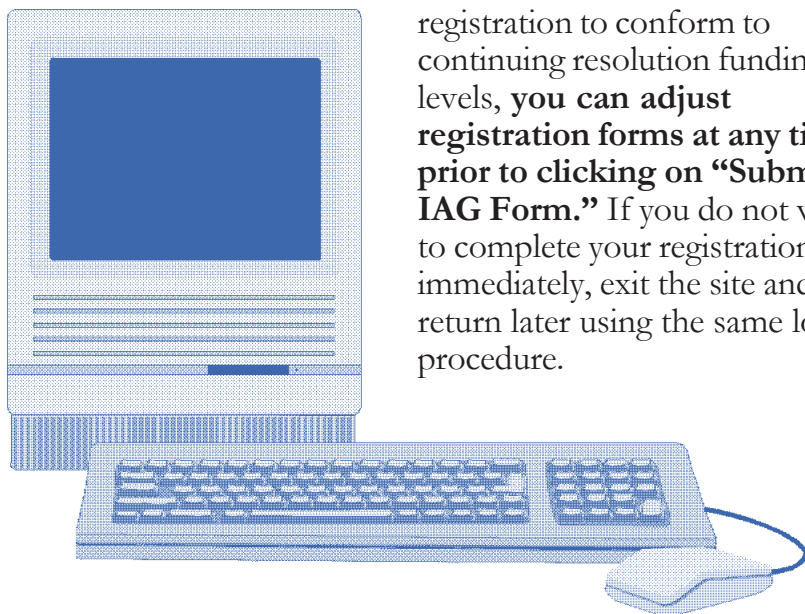 registration to conform to
continuing resolution fundin
levels, you can adjust
registration forms at any ti
prior to clicking on “Subm
IAG Form.” If you do not
to complete your registration
immediately, exit the site and
return later using the same lo
procedure.